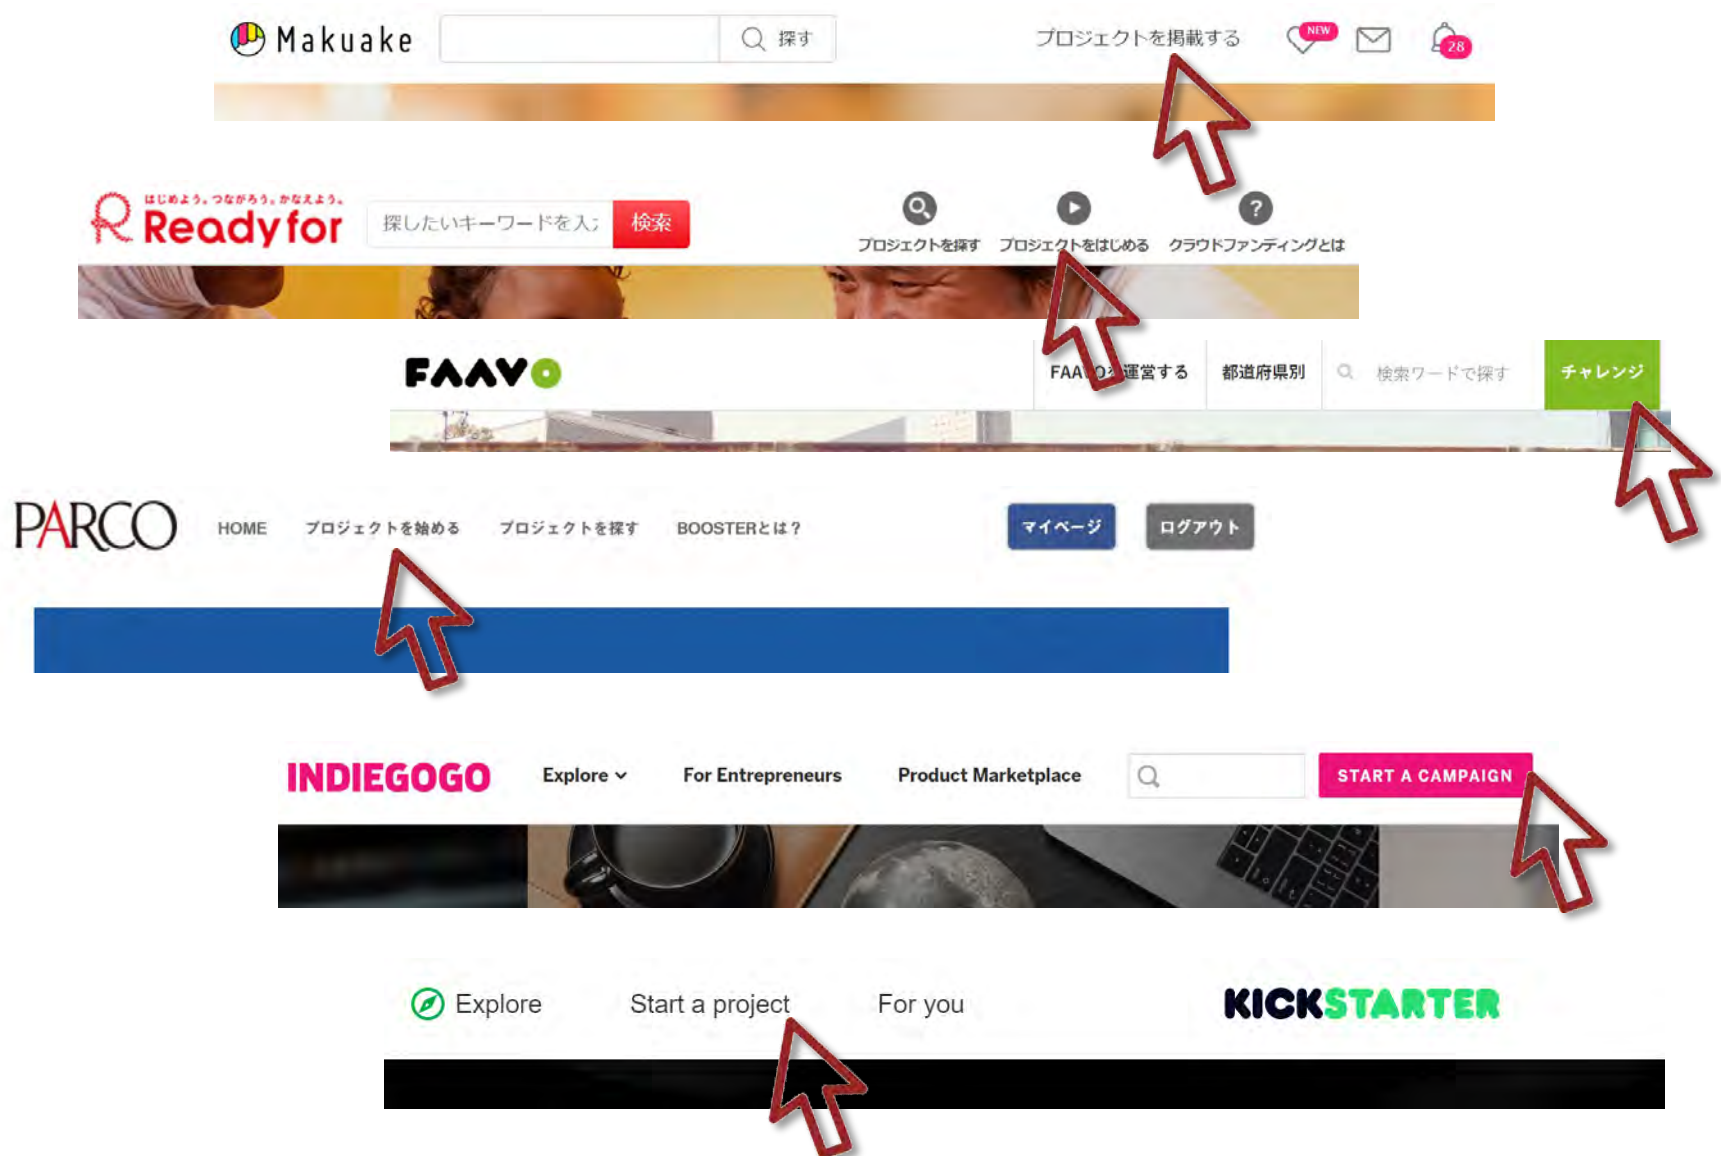 Makuake 探す プロジェクトを掲載する NEW 28
はじめよう。つながろう。かなえよう。
Readyfor 探したいキーワードを入 検索
プロジェクトを探す プロジェクトをはじめる クラウドファンディングとは
FAAVO FAAVOを運営する 都道府県別 検索ワードで探す チャレンジ
PARCO HOME プロジェクトを始める プロジェクトを探す BOOSTERとは？ マイページ ログアウト
INDIEGOGO Explore For Entrepreneurs Product Marketplace START A CAMPAIGN
Explore Start a project For you KICKSTARTER